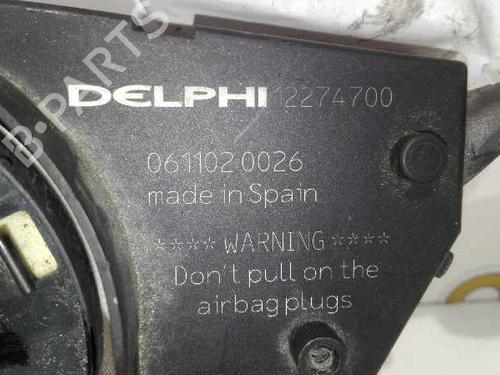 DELPHI 12274700
061102 0026
made in Spain
**** WARNING ****
Don't pull on the
airbag plugs
B-PARTS